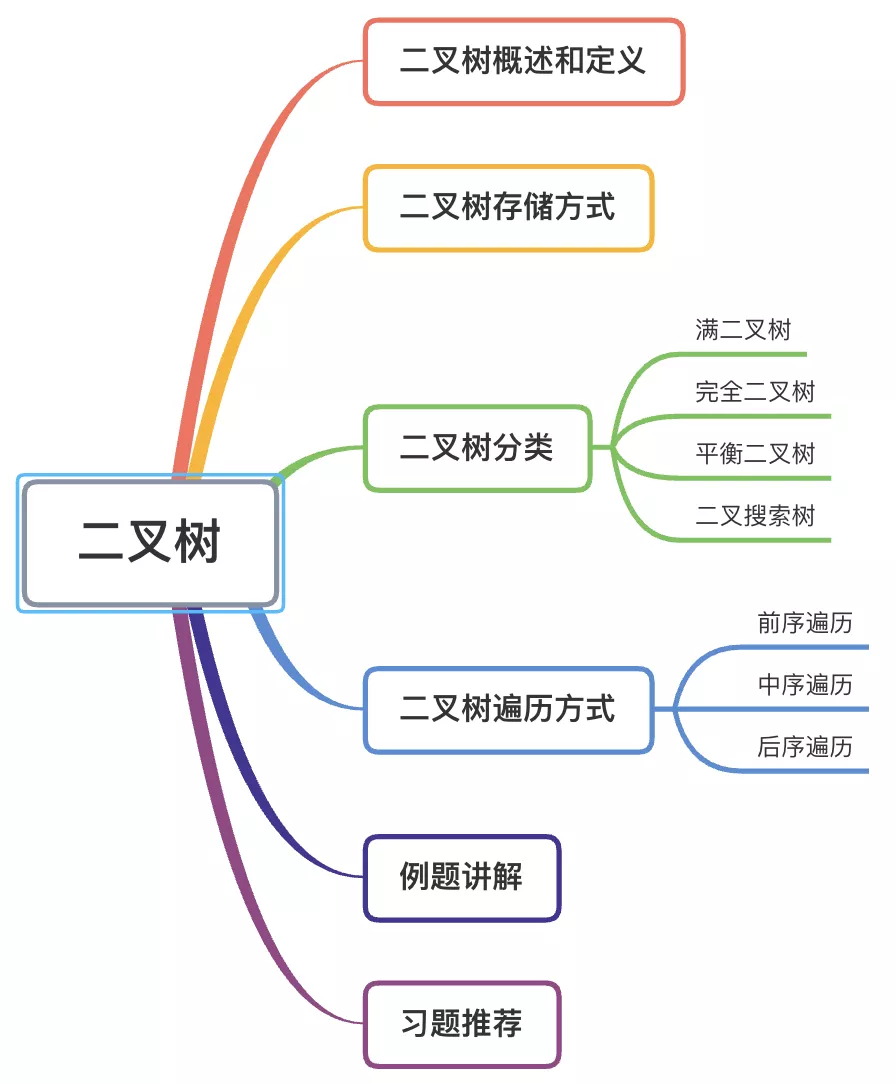 二叉树概述和定义
二叉树存储方式
满二叉树
完全二叉树
二叉树分类
平衡二叉树
二叉搜索树
二叉树
前序遍历
二叉树遍历方式
中序遍历
后序遍历
例题讲解
习题推荐